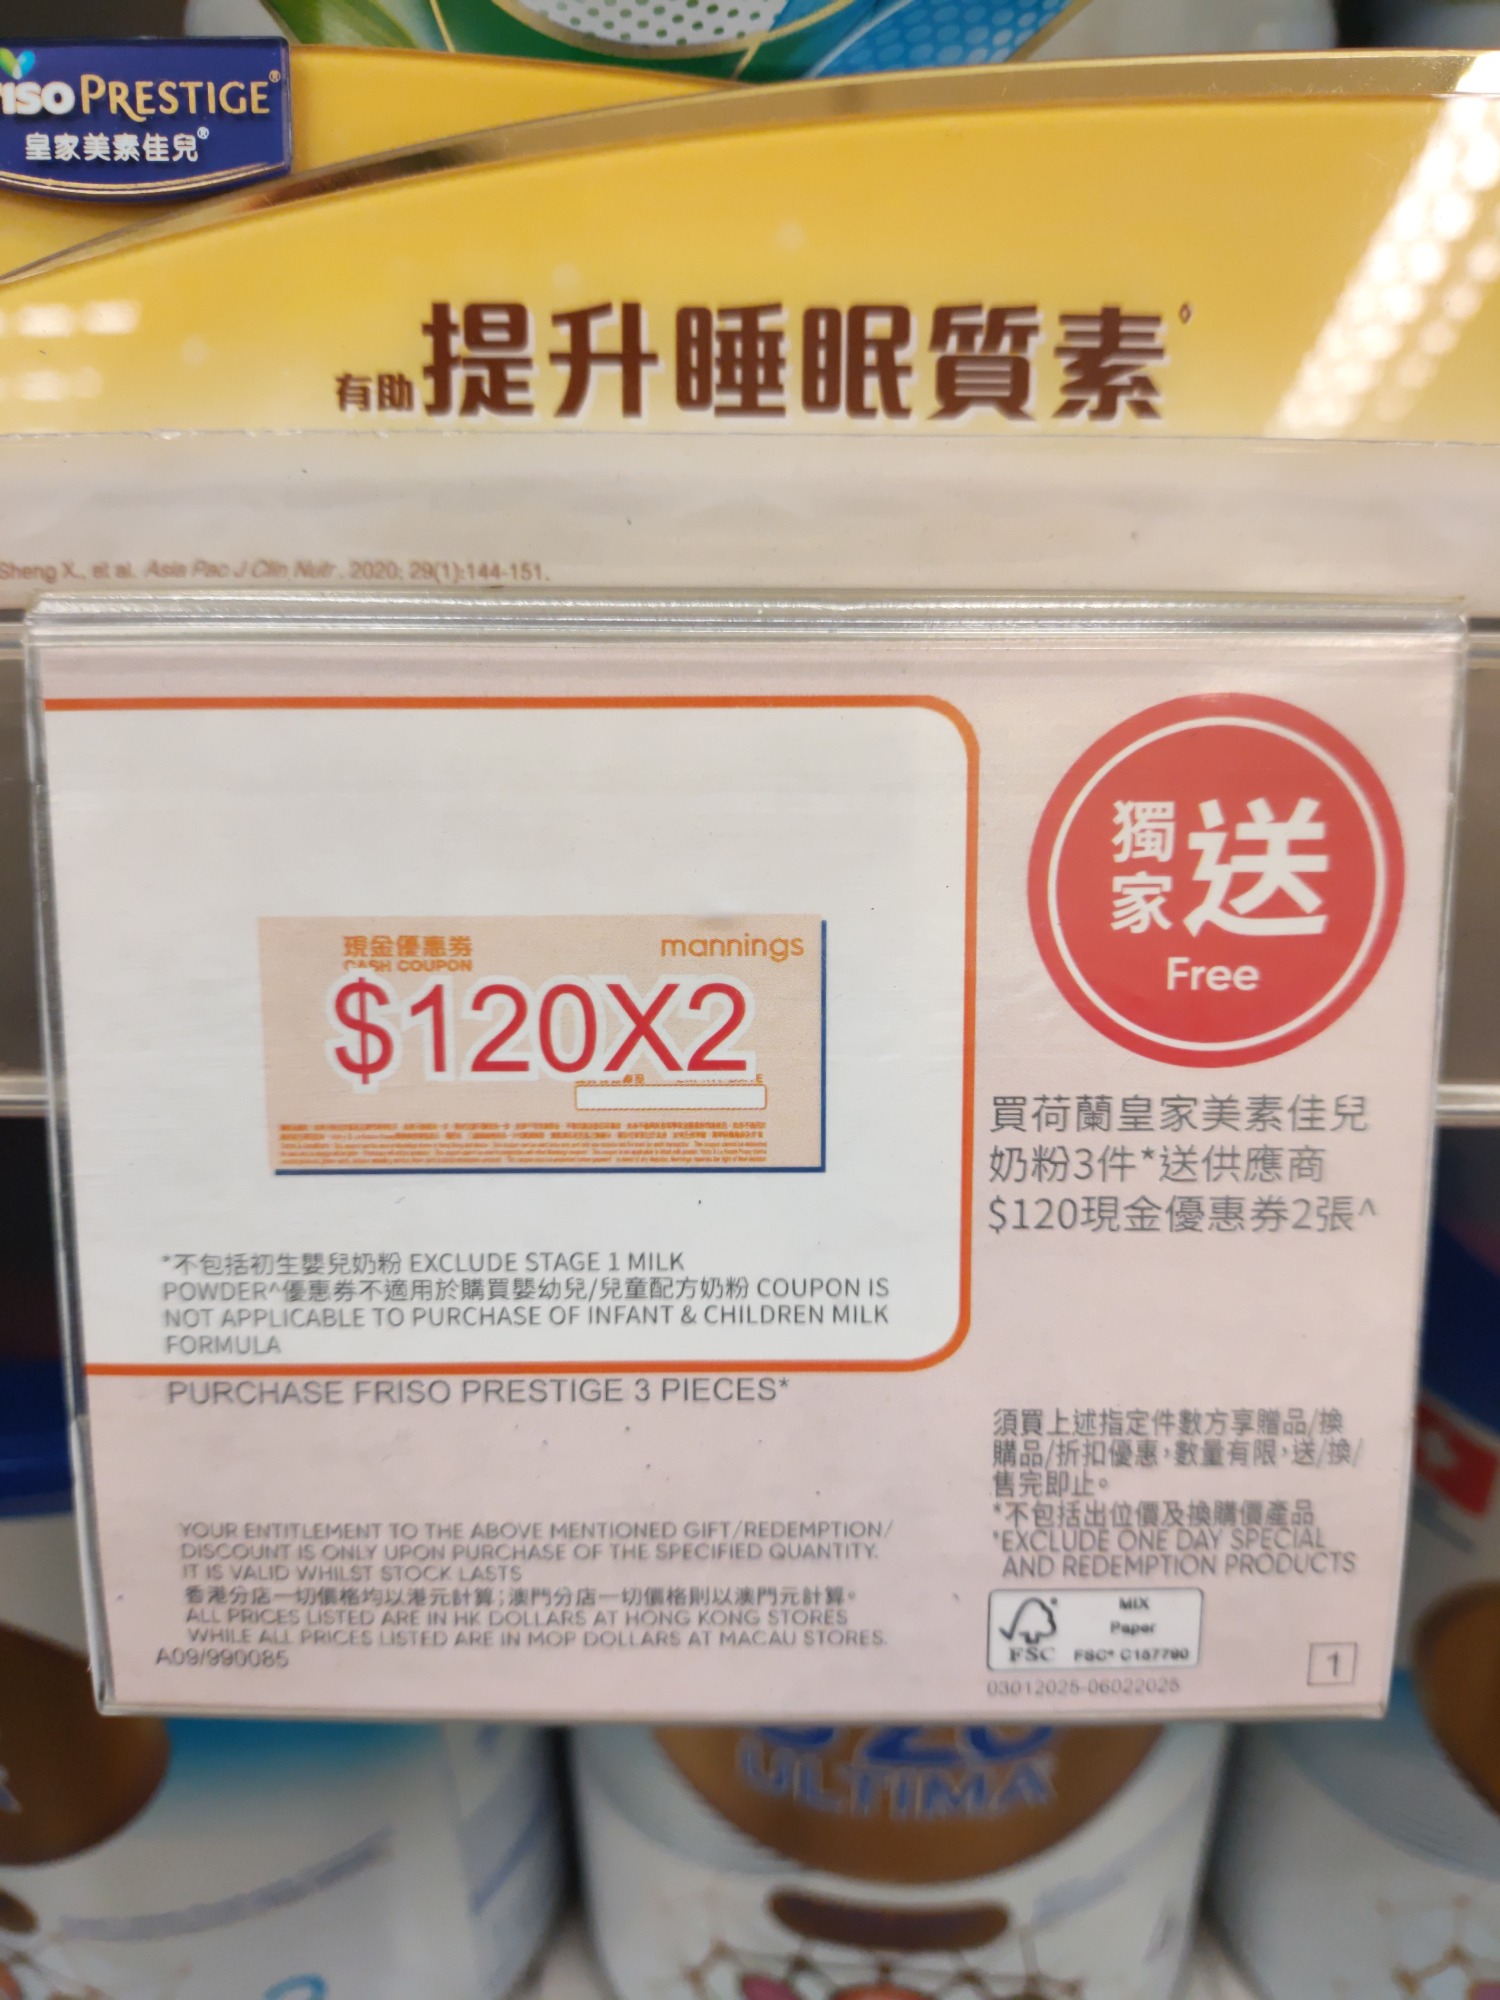 isoPRESTIGE®
皇家美素佳兒®
有助提升睡眠質素◊
Sheng X., et al. Asia Pac J Clin Nutr. 2020; 29(1):144-151.
獨家送
Free
現金優惠券
CASH COUPON
mannings
$120X2
買荷蘭皇家美素佳兒
奶粉3件*送供應商
$120現金優惠券2張^
*不包括初生嬰兒奶粉 EXCLUDE STAGE 1 MILK
POWDER^優惠券不適用於購買嬰幼兒/兒童配方奶粉 COUPON IS
NOT APPLICABLE TO PURCHASE OF INFANT & CHILDREN MILK
FORMULA
PURCHASE FRISO PRESTIGE 3 PIECES*
須買上述指定件數方享贈品/換
購品/折扣優惠,數量有限,送/換/
售完即止。
*不包括出位價及換購價產品
*EXCLUDE ONE DAY SPECIAL
AND REDEMPTION PRODUCTS
YOUR ENTITLEMENT TO THE ABOVE MENTIONED GIFT/REDEMPTION/
DISCOUNT IS ONLY UPON PURCHASE OF THE SPECIFIED QUANTITY.
IT IS VALID WHILST STOCK LASTS
香港分店一切價格均以港元計算;澳門分店一切價格則以澳門元計算。
ALL PRICES LISTED ARE IN HK DOLLARS AT HONG KONG STORES
WHILE ALL PRICES LISTED ARE IN MOP DOLLARS AT MACAU STORES.
A09/990085
MIX
Paper
FSC
FSC® C157790
03012025-06022025
1
ULTIMA